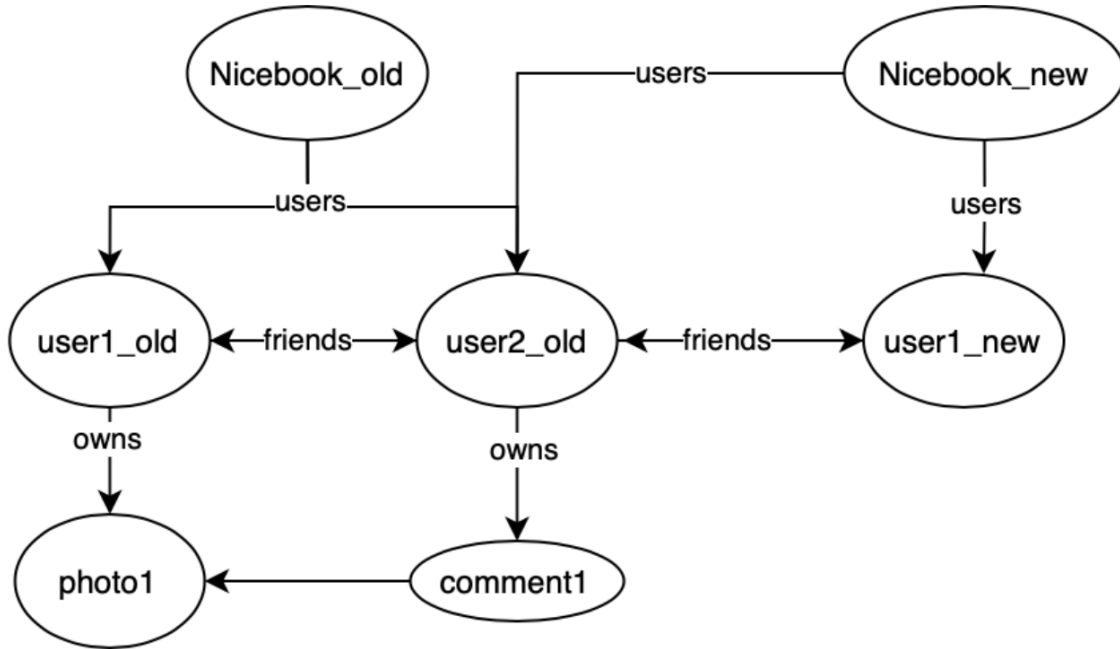 Nicebook_old
users
Nicebook_new
users
users
user1_old
friends
user2_old
friends
user1_new
owns
owns
photo1
comment1